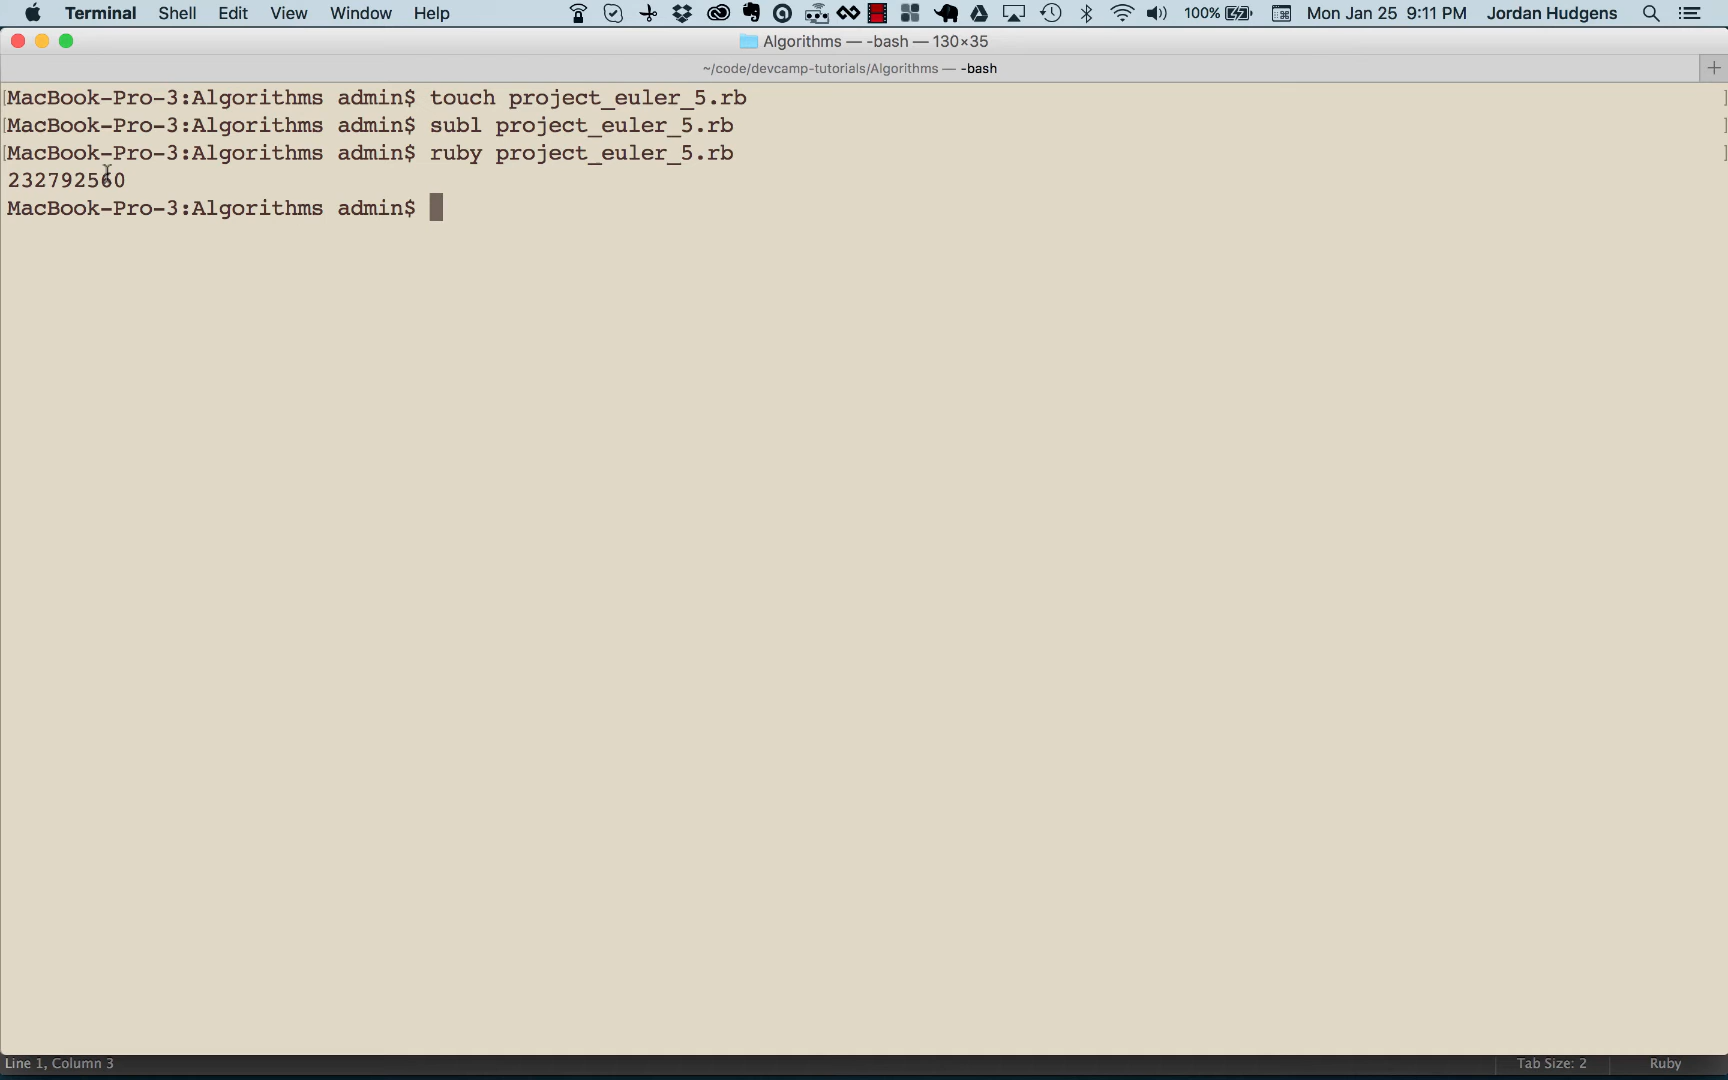 Terminal Shell Edit View Window Help 100% Mon Jan 25 9:11 PM Jordan Hudgens
Algorithms — -bash — 130×35
~/code/devcamp-tutorials/Algorithms — -bash
MacBook-Pro-3:Algorithms admin$ touch project_euler_5.rb
MacBook-Pro-3:Algorithms admin$ subl project_euler_5.rb
MacBook-Pro-3:Algorithms admin$ ruby project_euler_5.rb
232792560
MacBook-Pro-3:Algorithms admin$
Line 1, Column 3 Tab Size: 2 Ruby